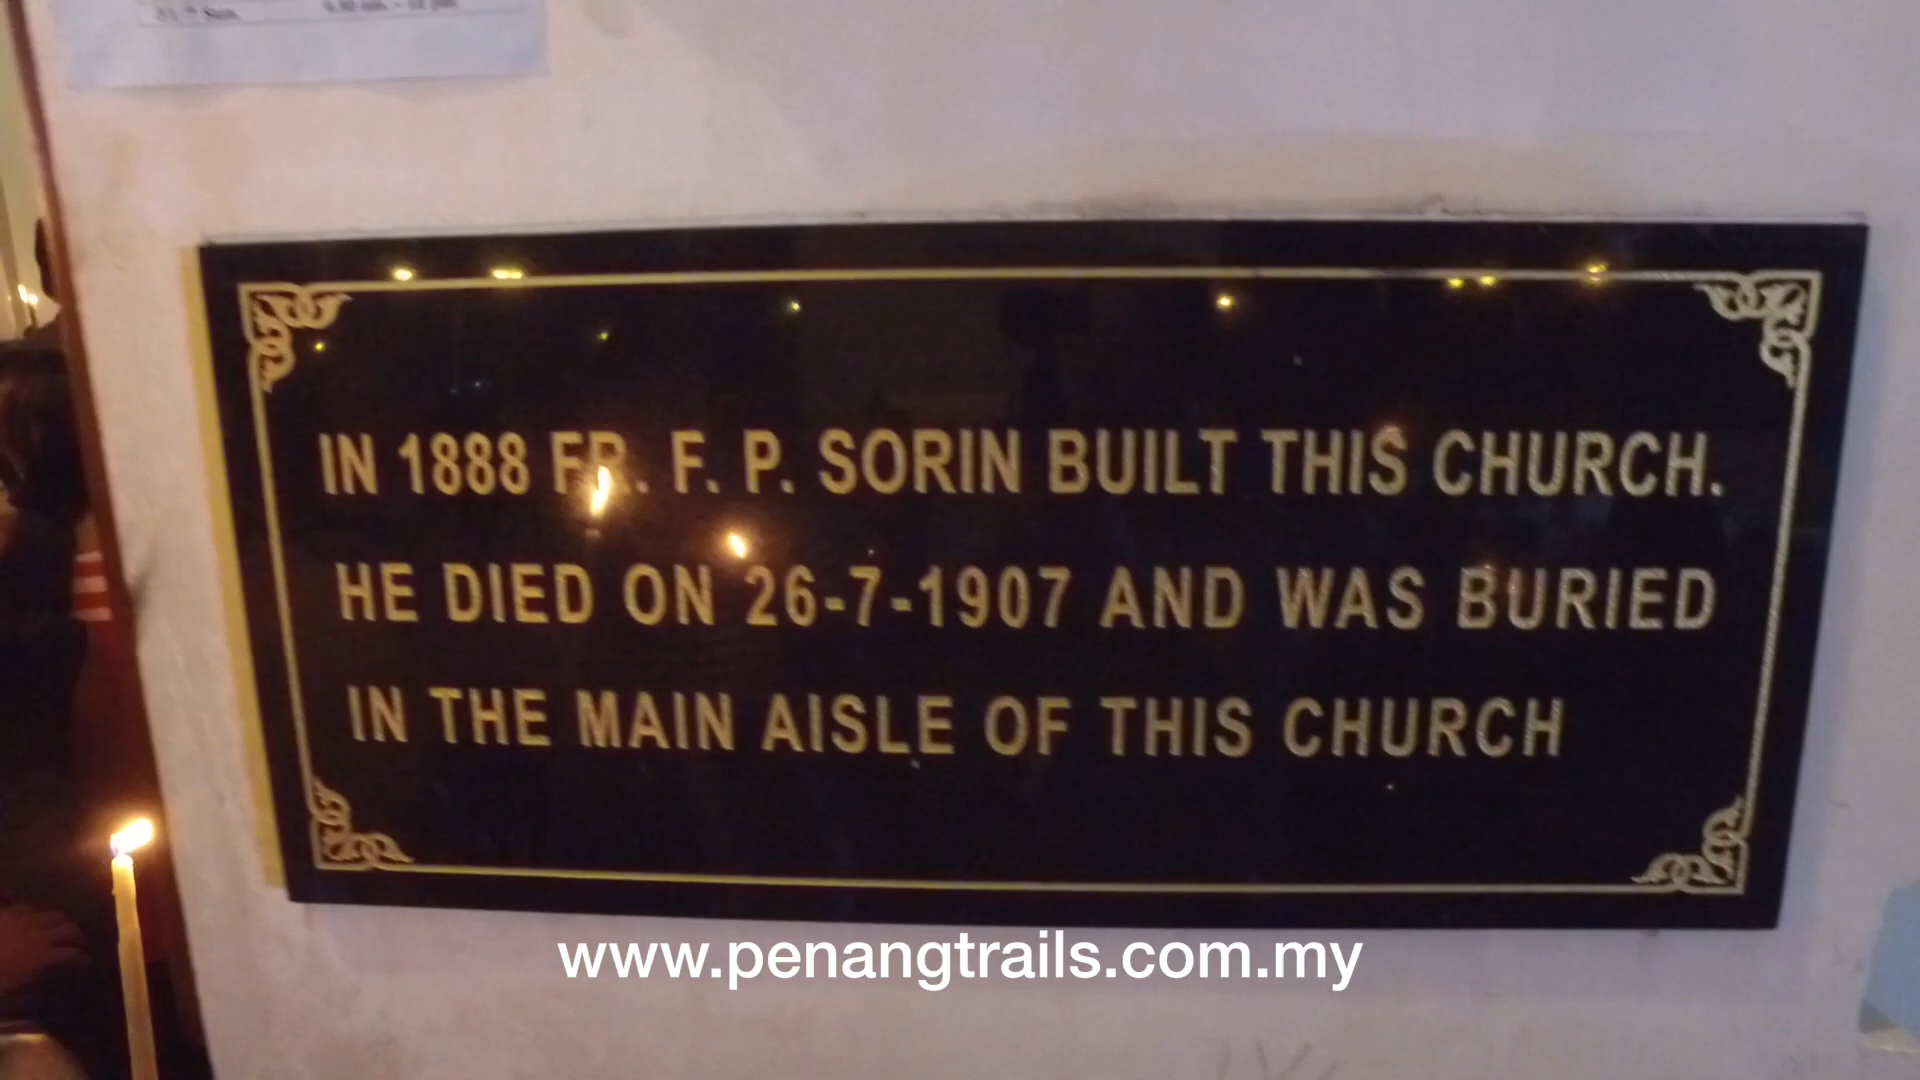 IN 1888 FR. F. P. SORIN BUILT THIS CHURCH.
HE DIED ON 26-7-1907 AND WAS BURIED
IN THE MAIN AISLE OF THIS CHURCH
www.penangtrails.com.my